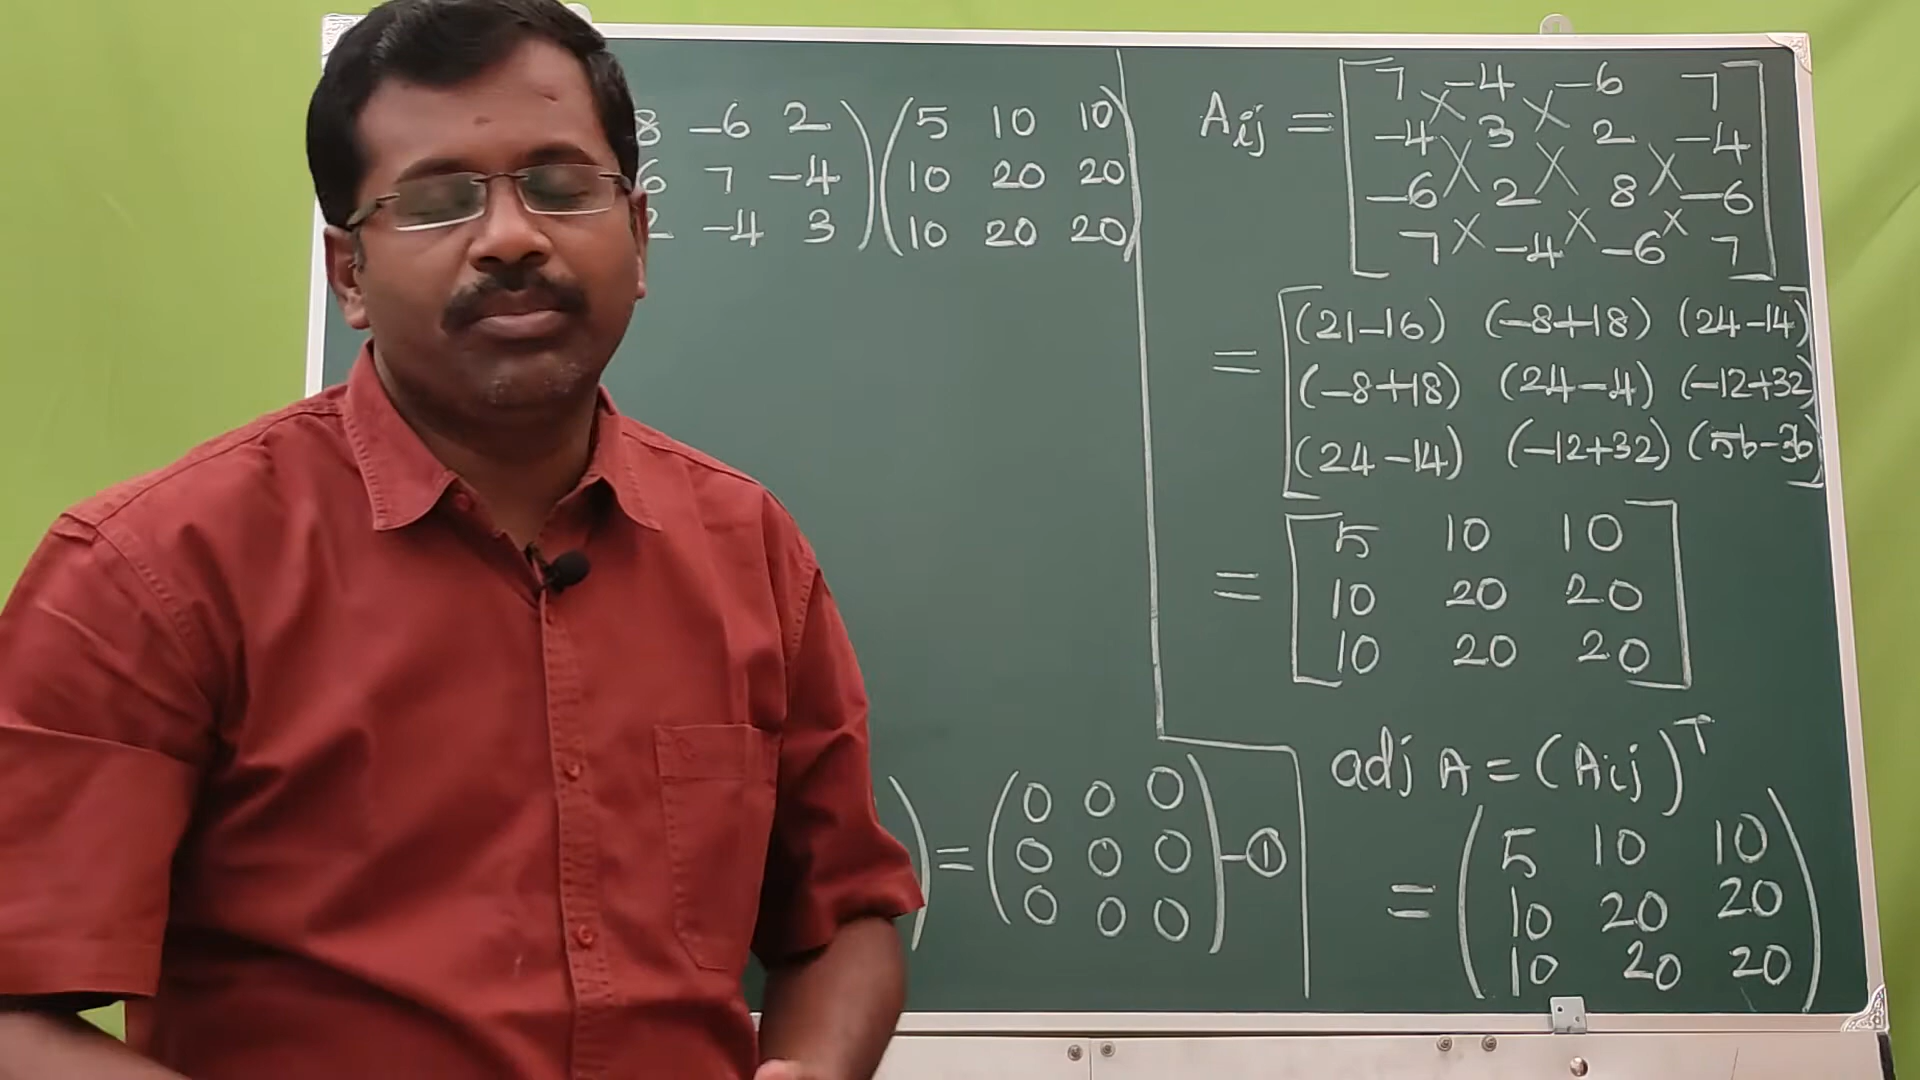 8 -6 2 ) ( 5 10 10 )
6 7 -4 ) ( 10 20 20 )
2 -4 3 ) ( 10 20 20 )
) = ( 0 0 0 )
0 0 0 ) - ①
0 0 0 )
Aij = [ 7 -4 -6 7 ]
-4 3 2 -4
-6 2 8 -6
7 -4 -6 7
= [ (21-16) (-8+18) (24-14) ]
(-8+18) (24-4) (-12+32)
(24-14) (-12+32) (56-36)
= [ 5 10 10 ]
10 20 20
10 20 20
adj A = (Aij)^T
= ( 5 10 10 )
10 20 20
10 20 20